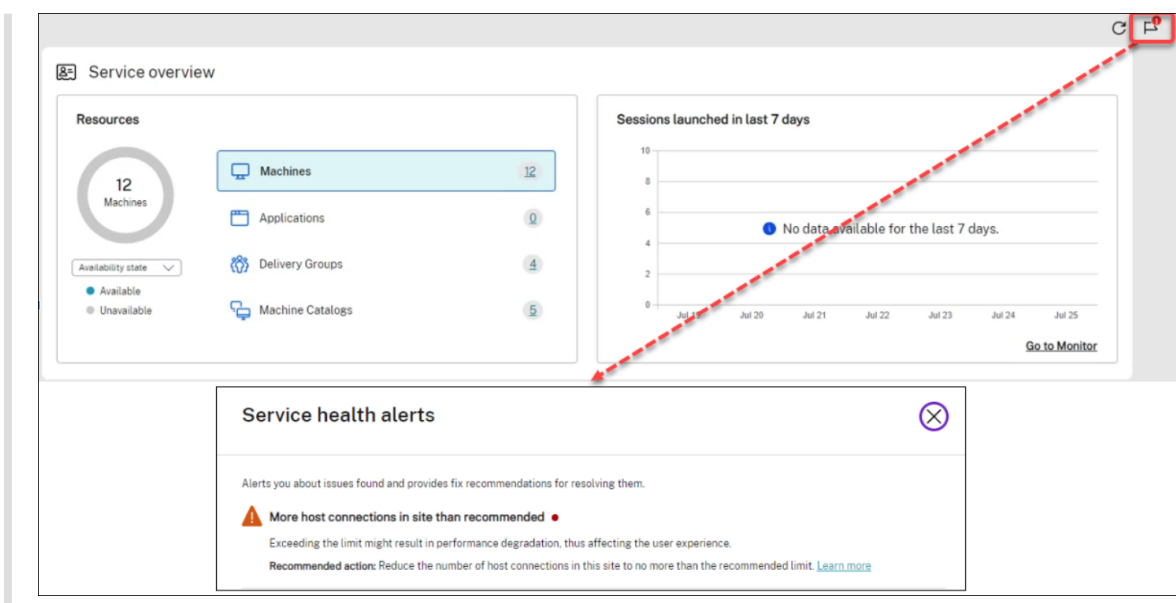 1
Service overview
Resources
12
Machines
Availability state
Available
Unavailable
Machines 12
Applications 0
Delivery Groups 4
Machine Catalogs 5
Sessions launched in last 7 days
10
8
6
4
2
0
No data available for the last 7 days.
Jul 20 Jul 21 Jul 22 Jul 23 Jul 24 Jul 25
Go to Monitor
Service health alerts
Alerts you about issues found and provides fix recommendations for resolving them.
More host connections in site than recommended
Exceeding the limit might result in performance degradation, thus affecting the user experience.
Recommended action: Reduce the number of host connections in this site to no more than the recommended limit. Learn more